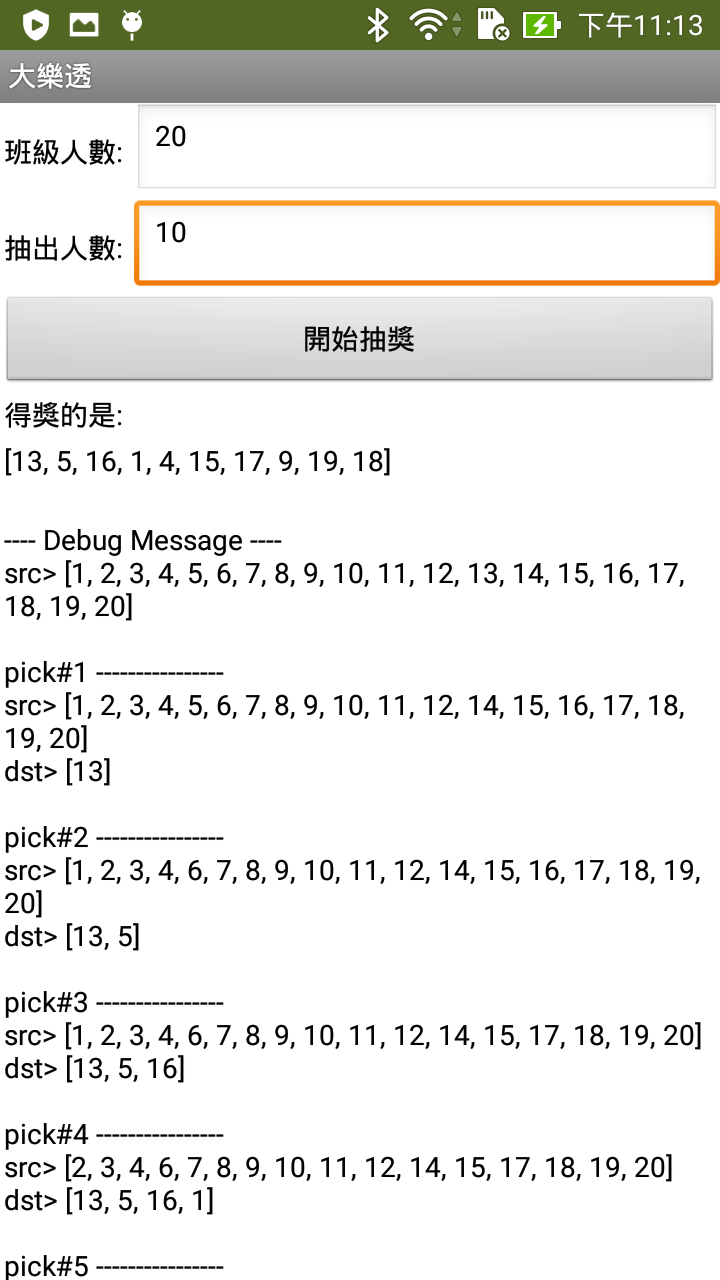 下午11:13
大樂透
班級人數: 20
抽出人數: 10
開始抽獎
得獎的是:
[13, 5, 16, 1, 4, 15, 17, 9, 19, 18]
---- Debug Message ----
src> [1, 2, 3, 4, 5, 6, 7, 8, 9, 10, 11, 12, 13, 14, 15, 16, 17,
18, 19, 20]
pick#1 ----------------
src> [1, 2, 3, 4, 5, 6, 7, 8, 9, 10, 11, 12, 14, 15, 16, 17, 18,
19, 20]
dst> [13]
pick#2 ----------------
src> [1, 2, 3, 4, 6, 7, 8, 9, 10, 11, 12, 14, 15, 16, 17, 18, 19,
20]
dst> [13, 5]
pick#3 ----------------
src> [1, 2, 3, 4, 6, 7, 8, 9, 10, 11, 12, 14, 15, 17, 18, 19, 20]
dst> [13, 5, 16]
pick#4 ----------------
src> [2, 3, 4, 6, 7, 8, 9, 10, 11, 12, 14, 15, 17, 18, 19, 20]
dst> [13, 5, 16, 1]
pick#5 ----------------